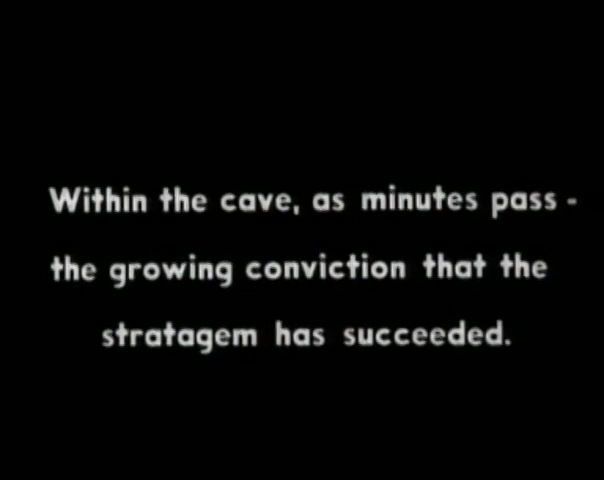 Within the cave, as minutes pass -
the growing conviction that the
stratagem has succeeded.